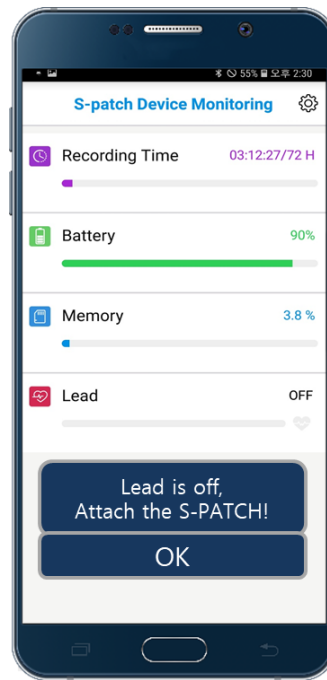 55% 오후 2:30
S-patch Device Monitoring
Recording Time 03:12:27/72 H
Battery 90%
Memory 3.8 %
Lead OFF
Lead is off,
Attach the S-PATCH!
OK